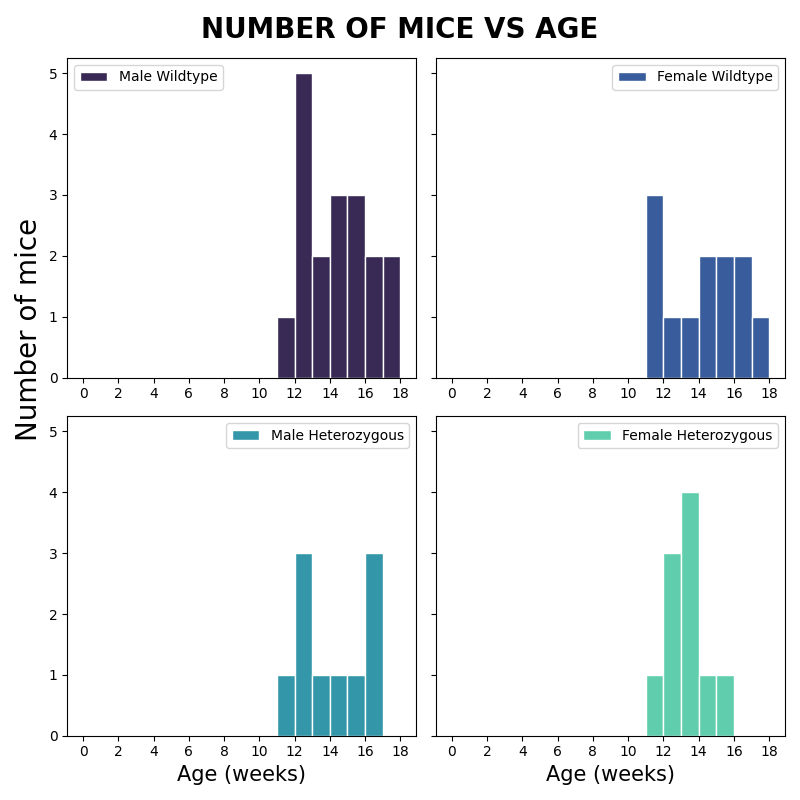 NUMBER OF MICE VS AGE
Number of mice
Male Wildtype
5
4
3
2
1
0
0 2 4 6 8 10 12 14 16 18
Female Wildtype
0 2 4 6 8 10 12 14 16 18
Male Heterozygous
5
4
3
2
1
0
0 2 4 6 8 10 12 14 16 18
Age (weeks)
Female Heterozygous
0 2 4 6 8 10 12 14 16 18
Age (weeks)